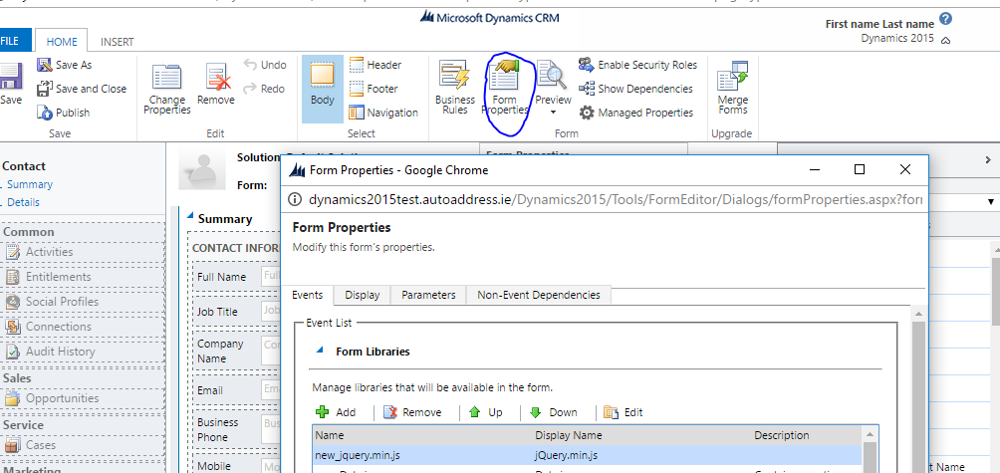 Microsoft Dynamics CRM
First name Last name
Dynamics 2015
FILE HOME INSERT
Save
Save As
Save and Close
Publish
Save
Change Properties
Remove
Undo
Redo
Edit
Body
Header
Footer
Navigation
Select
Business Rules
Form Properties
Preview
Enable Security Roles
Show Dependencies
Managed Properties
Form
Merge Forms
Upgrade
Contact
Summary
Details
Common
Activities
Entitlements
Social Profiles
Connections
Audit History
Sales
Opportunities
Service
Cases
Marketing
Form:
Summary
Full Name
Job Title
Company Name
Email
Business Phone
Mobile
Form Properties - Google Chrome
dynamics2015test.autoaddress.ie/Dynamics2015/Tools/FormEditor/Dialogs/formProperties.aspx?for
Form Properties
Modify this form's properties.
Events Display Parameters Non-Event Dependencies
Event List
Form Libraries
Manage libraries that will be available in the form.
Add Remove Up Down Edit
Name Display Name Description
new_jquery.min.js jQuery.min.js
t Name